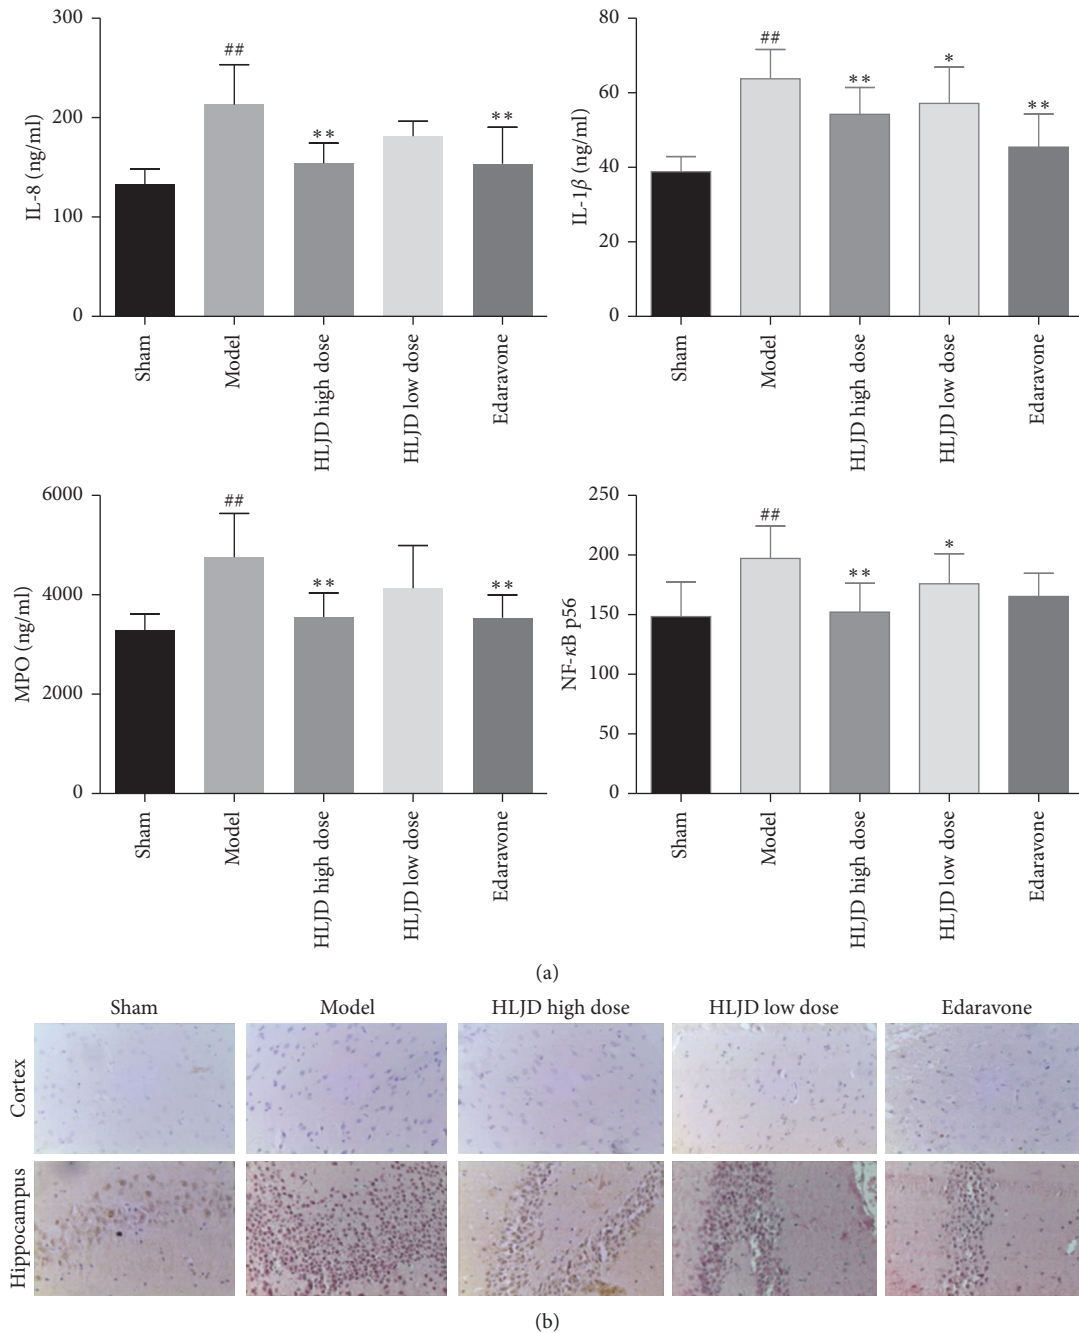 300
200
100
0
IL-8 (ng/ml)
##
**
**
Sham
Model
HLJD high dose
HLJD low dose
Edaravone
80
60
40
20
0
IL-1β (ng/ml)
##
**
*
**
Sham
Model
HLJD high dose
HLJD low dose
Edaravone
6000
4000
2000
0
MPO (ng/ml)
##
**
**
Sham
Model
HLJD high dose
HLJD low dose
Edaravone
250
200
150
100
50
0
NF-κB p56
##
**
*
Sham
Model
HLJD high dose
HLJD low dose
Edaravone
(a)
Sham Model HLJD high dose HLJD low dose Edaravone
Cortex
Hippocampus
(b)